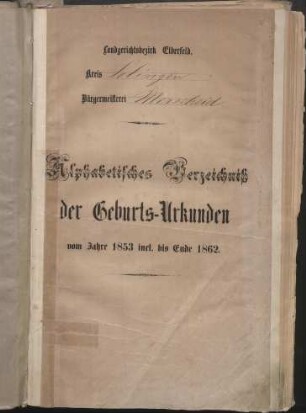 Landgerichtsbezirk Elberfeld.
Kreis Solingen
Bürgermeisterei Merscheid
Alphabetisches Verzeichniß
der Geburts-Urkunden
vom Jahre 1853 incl. bis Ende 1862.